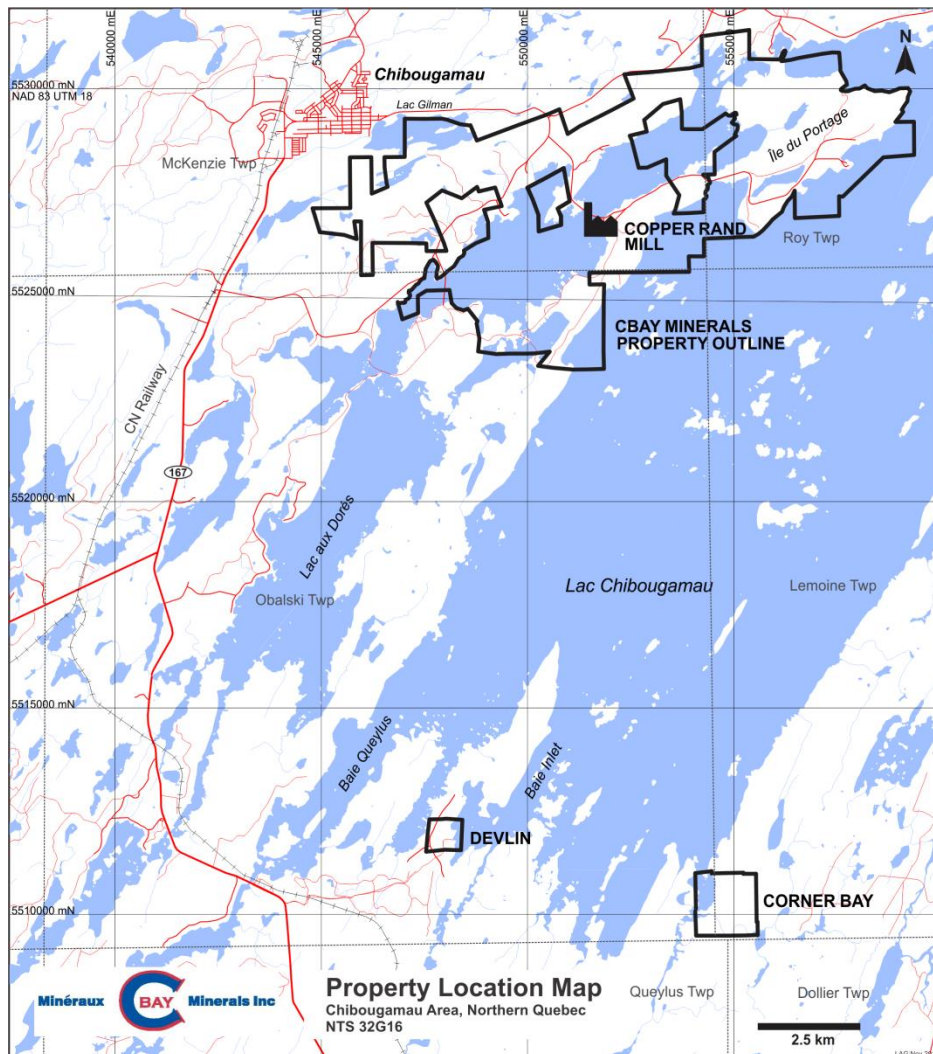 540000 mE
545000 mE
550000 mE
555000 mE
N
5530000 mN
NAD 83 UTM 18
Chibougamau
Lac Gilman
McKenzie Twp
Île du Portage
COPPER RAND
MILL
Roy Twp
5525000 mN
CBAY MINERALS
PROPERTY OUTLINE
CN Railway
167
5520000 mN
Lac aux Dorés
Lac Chibougamau
Lemoine Twp
Obalski Twp
5515000 mN
Baie Queylus
Baie Inlet
DEVLIN
CORNER BAY
5510000 mN
Minéraux C BAY Minerals Inc
Property Location Map
Chibougamau Area, Northern Quebec
NTS 32G16
Queylus Twp
Dollier Twp
2.5 km